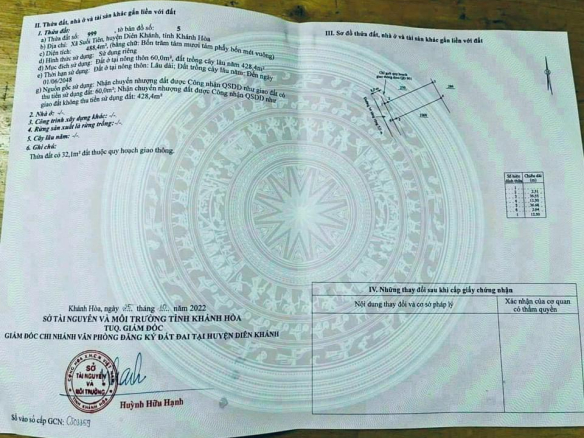 II. Thửa đất, nhà ở và tài sản khác gắn liền với đất
1. Thửa đất:
a) Thửa đất số: 999 , tờ bản đồ số: 5
b) Địa chỉ: Xã Suối Tiên, huyện Diên Khánh, tỉnh Khánh Hòa
c) Diện tích: 488,4m², (bằng chữ: Bốn trăm tám mươi tám phẩy bốn mét vuông)
d) Hình thức sử dụng: Sử dụng riêng
đ) Mục đích sử dụng: Đất ở tại nông thôn 60,0m², đất trồng cây lâu năm 428,4m²
e) Thời hạn sử dụng: Đất ở tại nông thôn: Lâu dài; Đất trồng cây lâu năm: Đến ngày
01/06/2048
g) Nguồn gốc sử dụng: Nhận chuyển nhượng đất được Công nhận QSDĐ như giao đất có
thu tiền sử dụng đất: 60,0m²; Nhận chuyển nhượng đất được Công nhận QSDĐ như
giao đất không thu tiền sử dụng đất: 428,4m²
2. Nhà ở: -/-
3. Công trình xây dựng khác: -/-
4. Rừng sản xuất là rừng trồng: -/-
5. Cây lâu năm: -/-
6. Ghi chú:
Thửa đất có 32,1m² đất thuộc quy hoạch giao thông.
Khánh Hòa, ngày tháng 10 năm 2022
SỞ TÀI NGUYÊN VÀ MÔI TRƯỜNG TỈNH KHÁNH HÒA
TUQ. GIÁM ĐỐC
GIÁM ĐỐC CHI NHÁNH VĂN PHÒNG ĐĂNG KÝ ĐẤT ĐAI TẠI HUYỆN DIÊN KHÁNH
SỞ
TÀI NGUYÊN
VÀ
MÔI TRƯỜNG
Huỳnh Hữu Hạnh
Số vào sổ cấp GCN:
III. Sơ đồ thửa đất, nhà ở và tài sản khác gắn liền với đất
Số hiệu đỉnh thửa Chiều dài (m)
IV. Những thay đổi sau khi cấp giấy chứng nhận
Nội dung thay đổi và cơ sở pháp lý
Xác nhận của cơ quan
có thẩm quyền